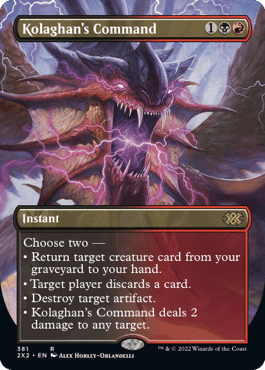 Kolaghan's Command 1
Instant
Choose two —
• Return target creature card from your
graveyard to your hand.
• Target player discards a card.
• Destroy target artifact.
• Kolaghan's Command deals 2
damage to any target.
381 R
2X2 • EN Alex Horley-Orlandelli
™ & © 2022 Wizards of the Coast